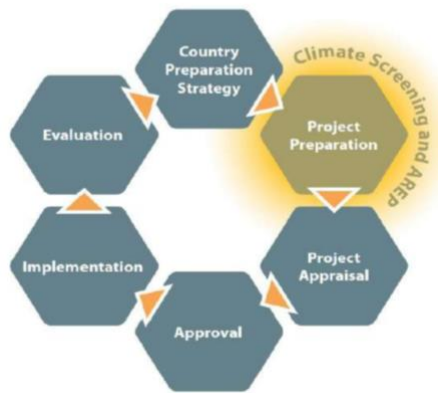 Country
Preparation
Strategy
Climate Screening and AREP
Project
Preparation
Project
Appraisal
Approval
Implementation
Evaluation